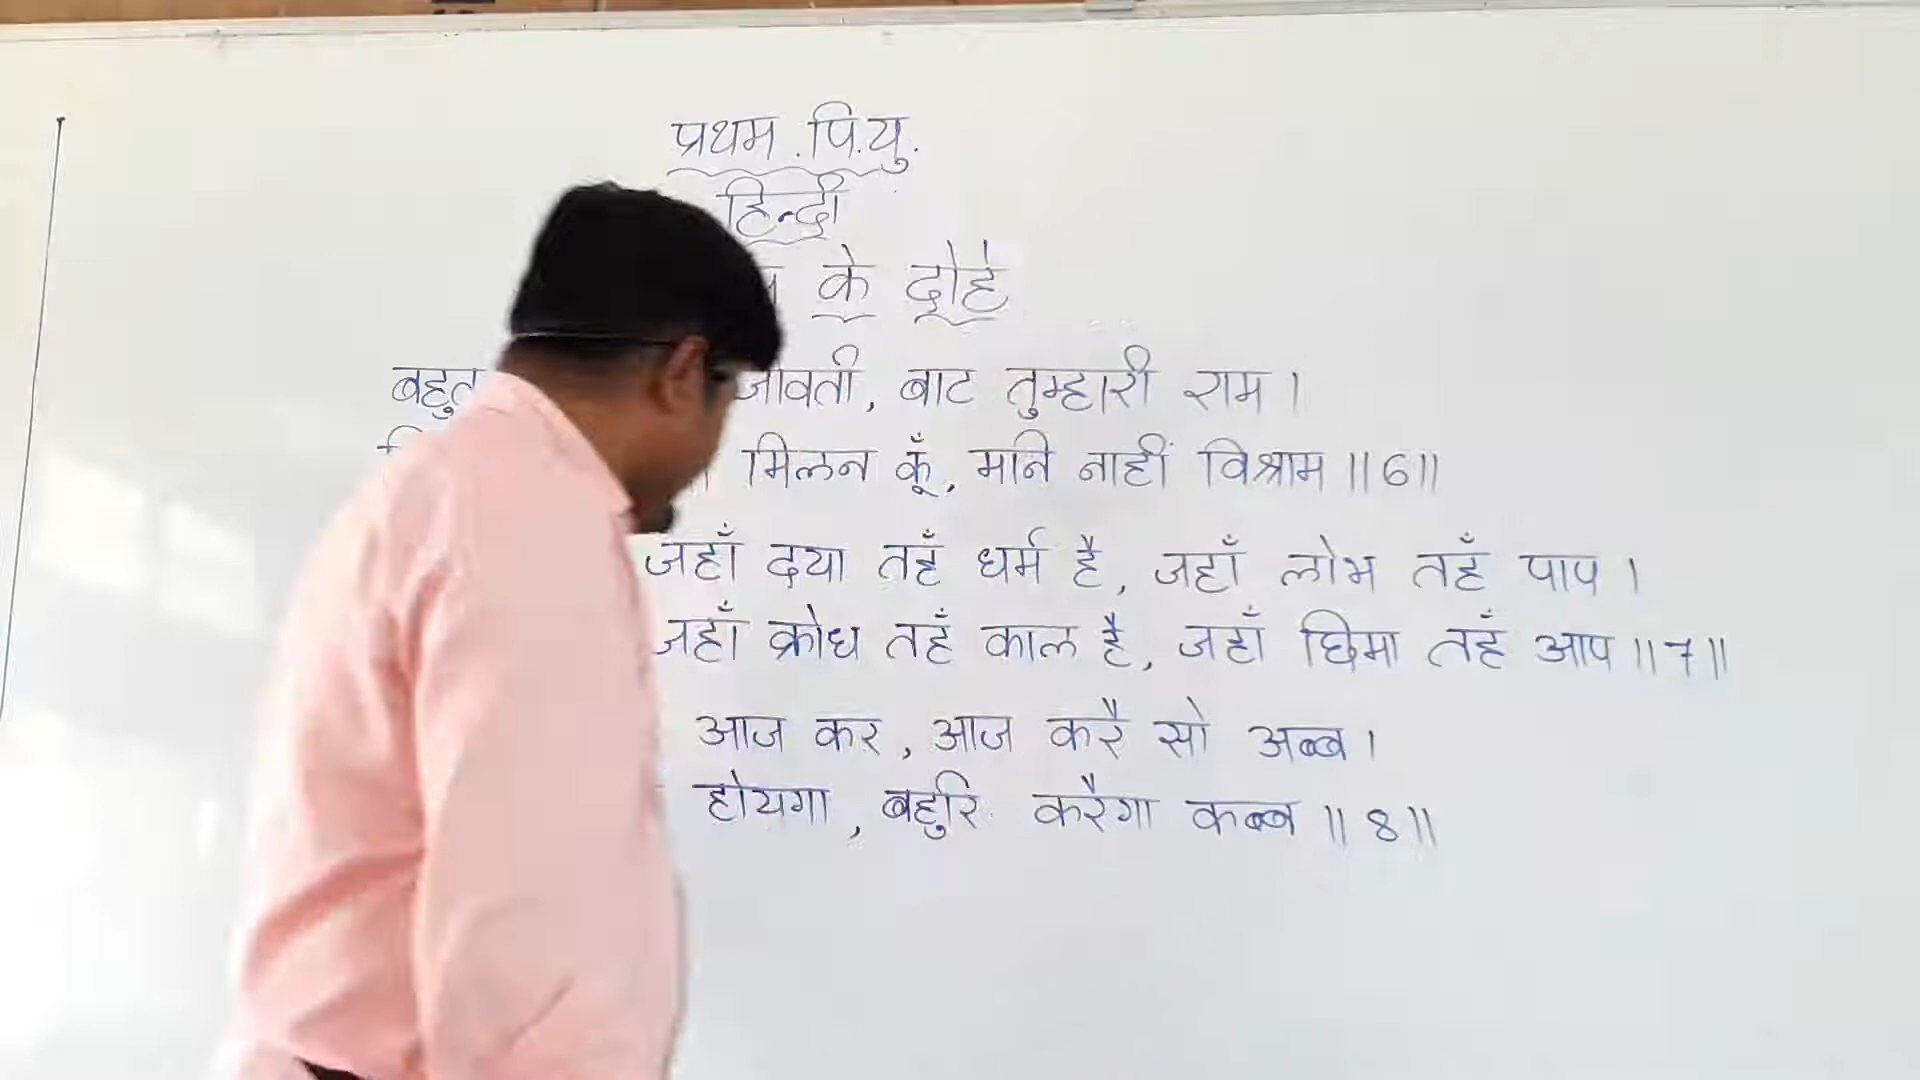 प्रथम .पि.यु.
हिन्दी
के दोहे
जोवती, बाट तुम्हारी राम ।
मिलन कूँ, मनि नाहीं विश्राम ॥6॥
जहाँ दया तहँ धर्म है, जहाँ लोभ तहँ पाप ।
जहाँ क्रोध तहँ काल है, जहाँ छिमा तहँ आप ॥7॥
आज कर, आज करै सो अब्ब ।
होयगा, बहुरि करैगा कब्ब ॥8॥